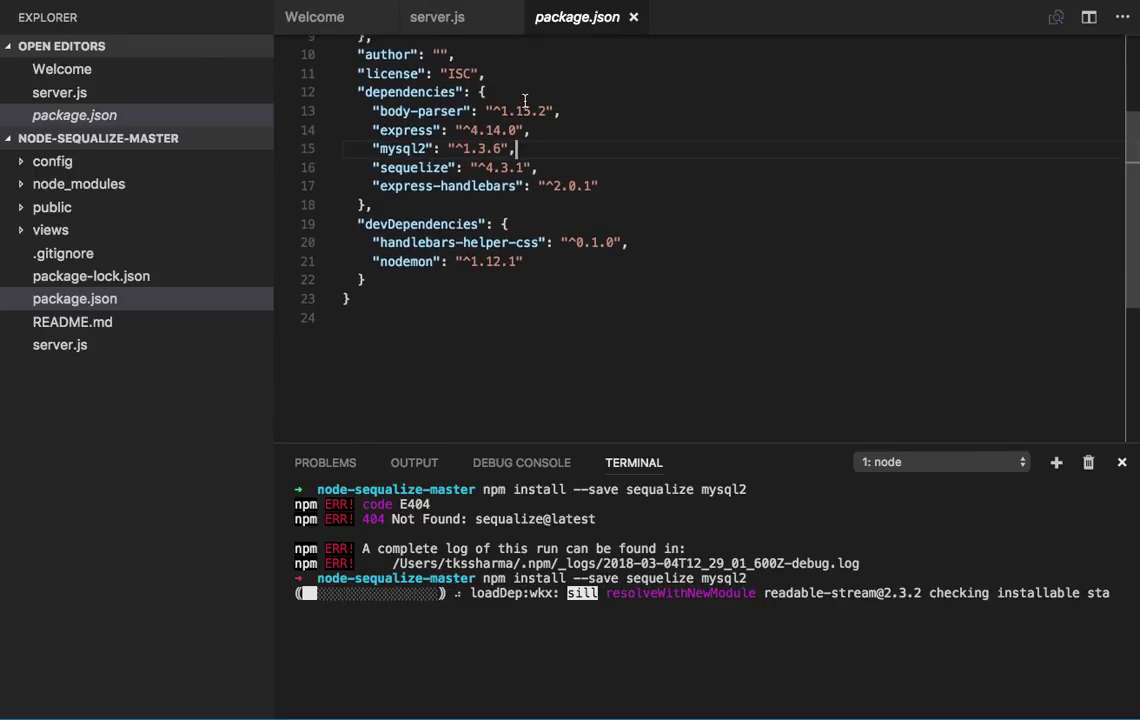 EXPLORER
Welcome
server.js
package.json ×
OPEN EDITORS
Welcome
server.js
package.json
NODE-SEQUALIZE-MASTER
config
node_modules
public
views
.gitignore
package-lock.json
package.json
README.md
server.js
9 },
10 "author": "",
11 "license": "ISC",
12 "dependencies": {
13 "body-parser": "^1.15.2",
14 "express": "^4.14.0",
15 "mysql2": "^1.3.6",
16 "sequelize": "^4.3.1",
17 "express-handlebars": "^2.0.1"
18 },
19 "devDependencies": {
20 "handlebars-helper-css": "^0.1.0",
21 "nodemon": "^1.12.1"
22 }
23 }
24
PROBLEMS OUTPUT DEBUG CONSOLE TERMINAL 1: node
→ node-sequalize-master npm install --save sequalize mysql2
npm ERR! code E404
npm ERR! 404 Not Found: sequalize@latest
npm ERR! A complete log of this run can be found in:
npm ERR! /Users/tkssharma/.npm/_logs/2018-03-04T12_29_01_600Z-debug.log
→ node-sequalize-master npm install --save sequelize mysql2
loadDep:wkx: sill resolveWithNewModule readable-stream@2.3.2 checking installable sta